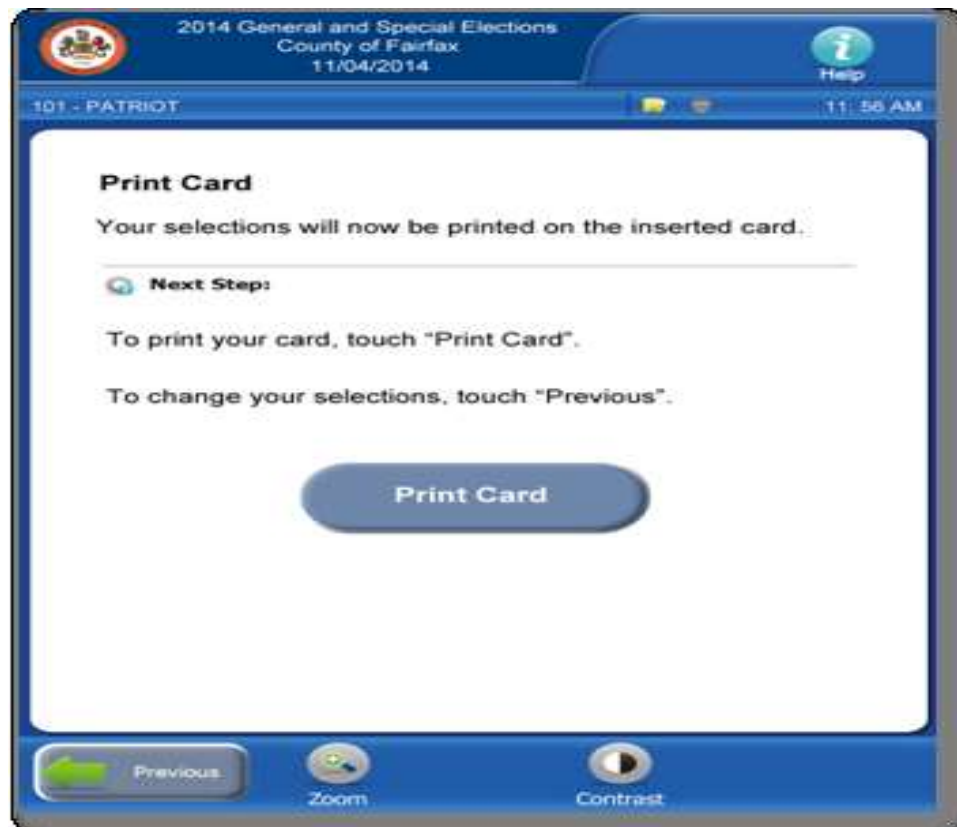 2014 General and Special Elections
County of Fairfax
11/04/2014
Help
101 - PATRIOT
11:56 AM
Print Card
Your selections will now be printed on the inserted card.
Next Step:
To print your card, touch "Print Card".
To change your selections, touch "Previous".
Print Card
Previous
Zoom
Contrast